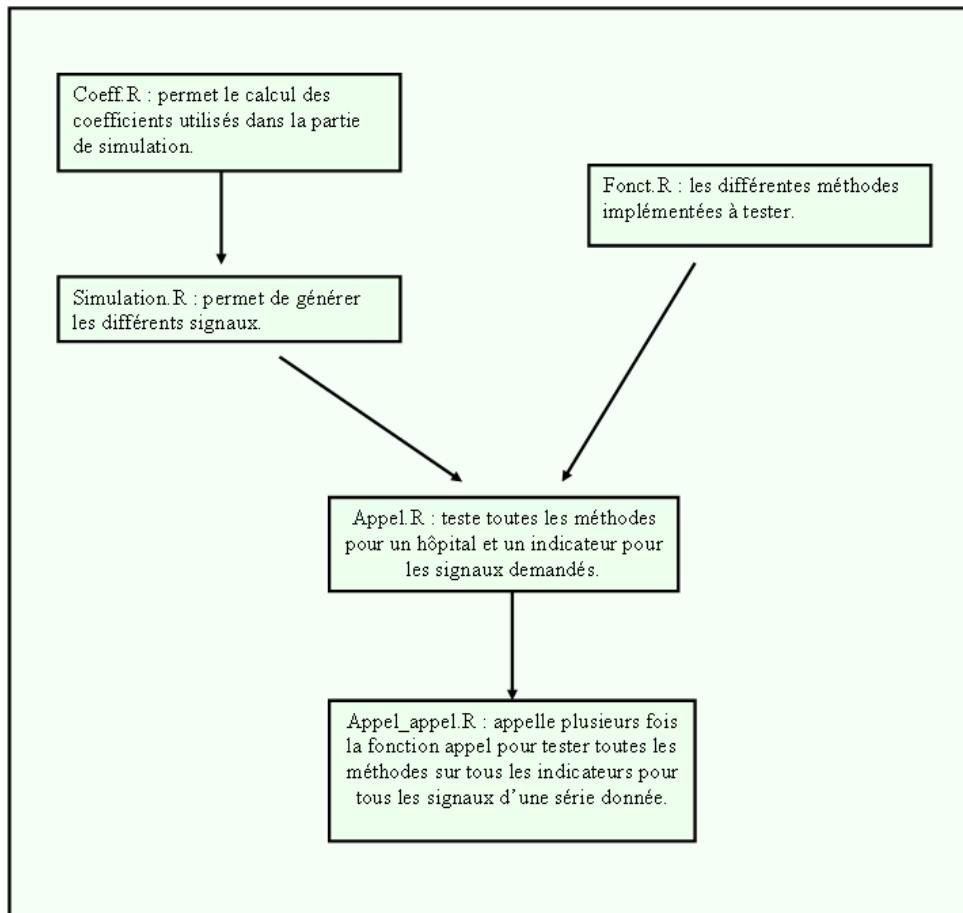 Coeff.R : permet le calcul des
coefficients utilisés dans la partie
de simulation.
Fonct.R : les différentes méthodes
implémentées à tester.
Simulation.R : permet de générer
les différents signaux.
Appel.R : teste toutes les méthodes
pour un hôpital et un indicateur pour
les signaux demandés.
Appel_appel.R : appelle plusieurs fois
la fonction appel pour tester toutes les
méthodes sur tous les indicateurs pour
tous les signaux d’une série donnée.